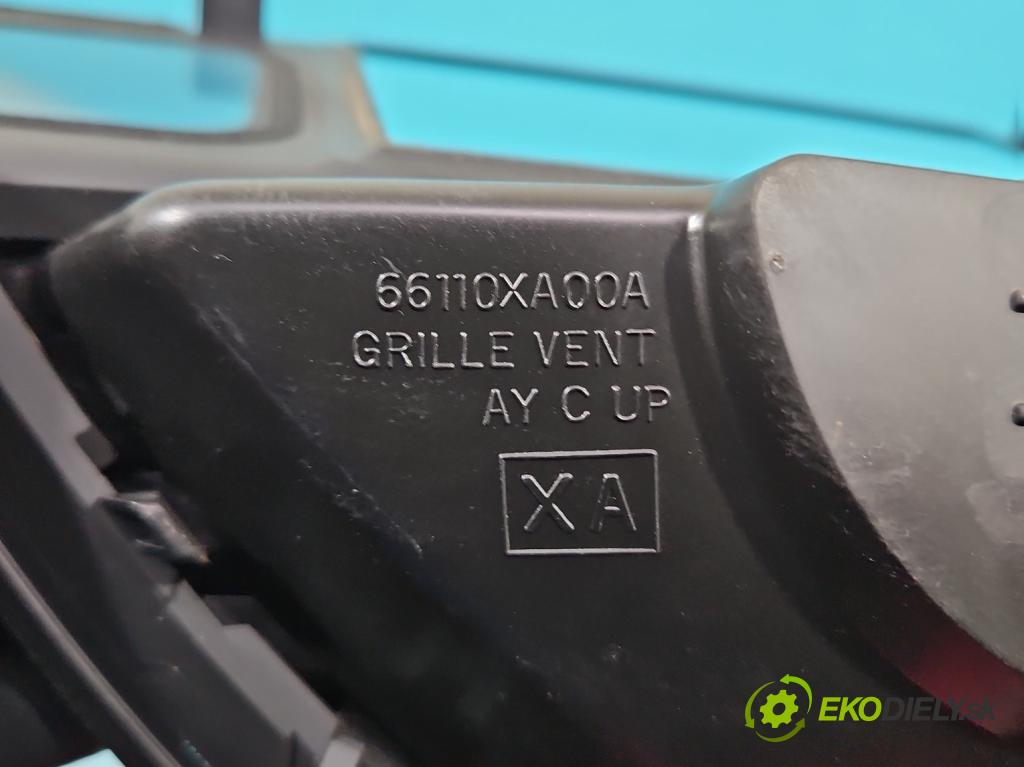 66110XA00A
GRILLE VENT
AY C UP
XA
EKODIELY.sk